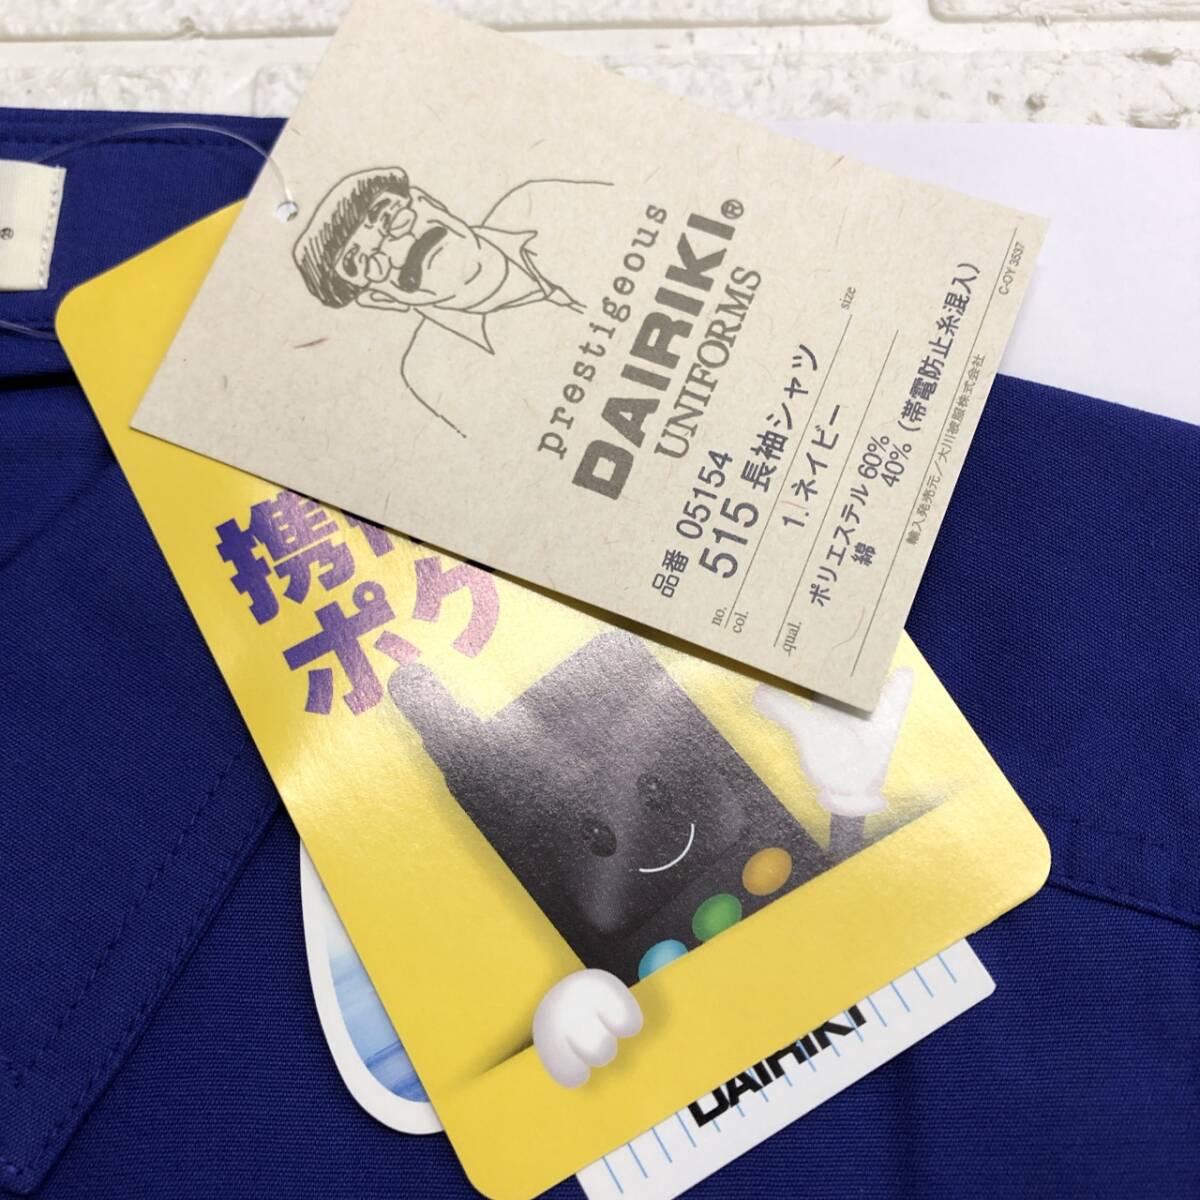 prestigeous
DAIRIKI®
UNIFORMS
品番 05154
no. 515 長袖シャツ
col. 1. ネイビー size
qual. ポリエステル 60%
綿 40% (帯電防止糸混入)
輸入発売元/大川被服株式会社
C-OY 3537
携
ポケ
DAIRIKI
®